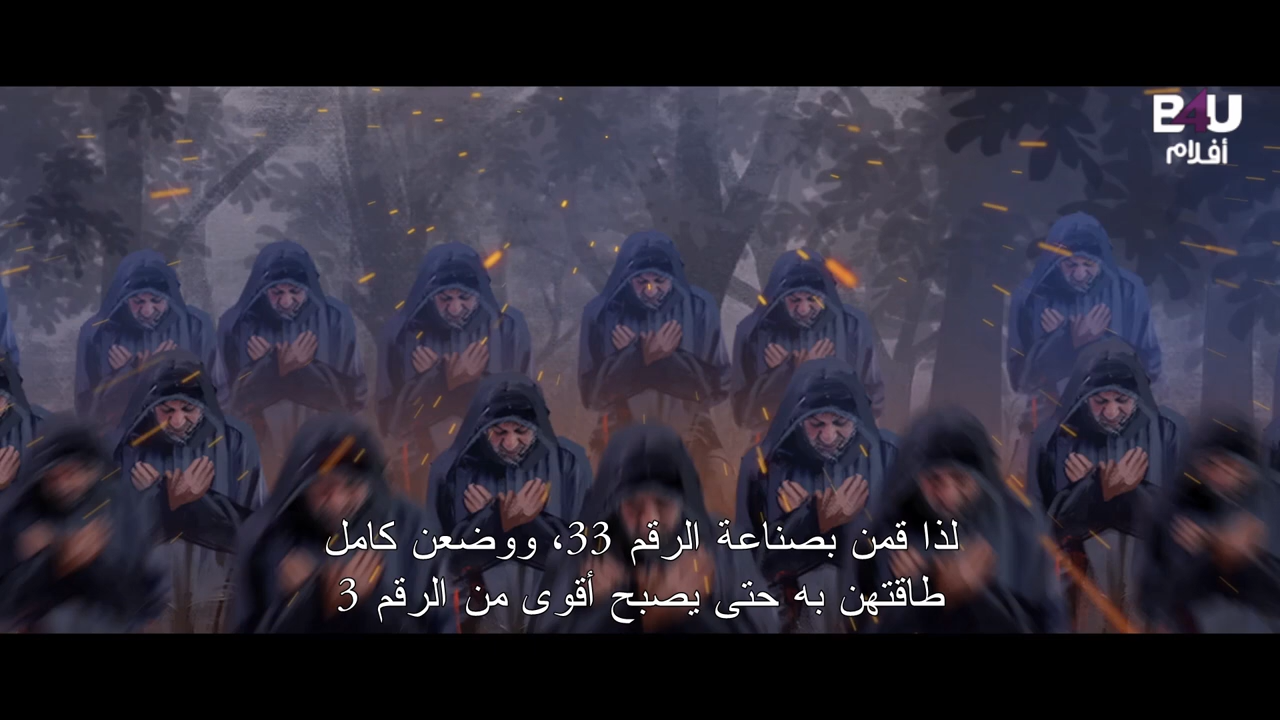 B4U
أفلام
لذا قمن بصناعة الرقم 33، ووضعن كامل
طاقتهن به حتى يصبح أقوى من الرقم 3